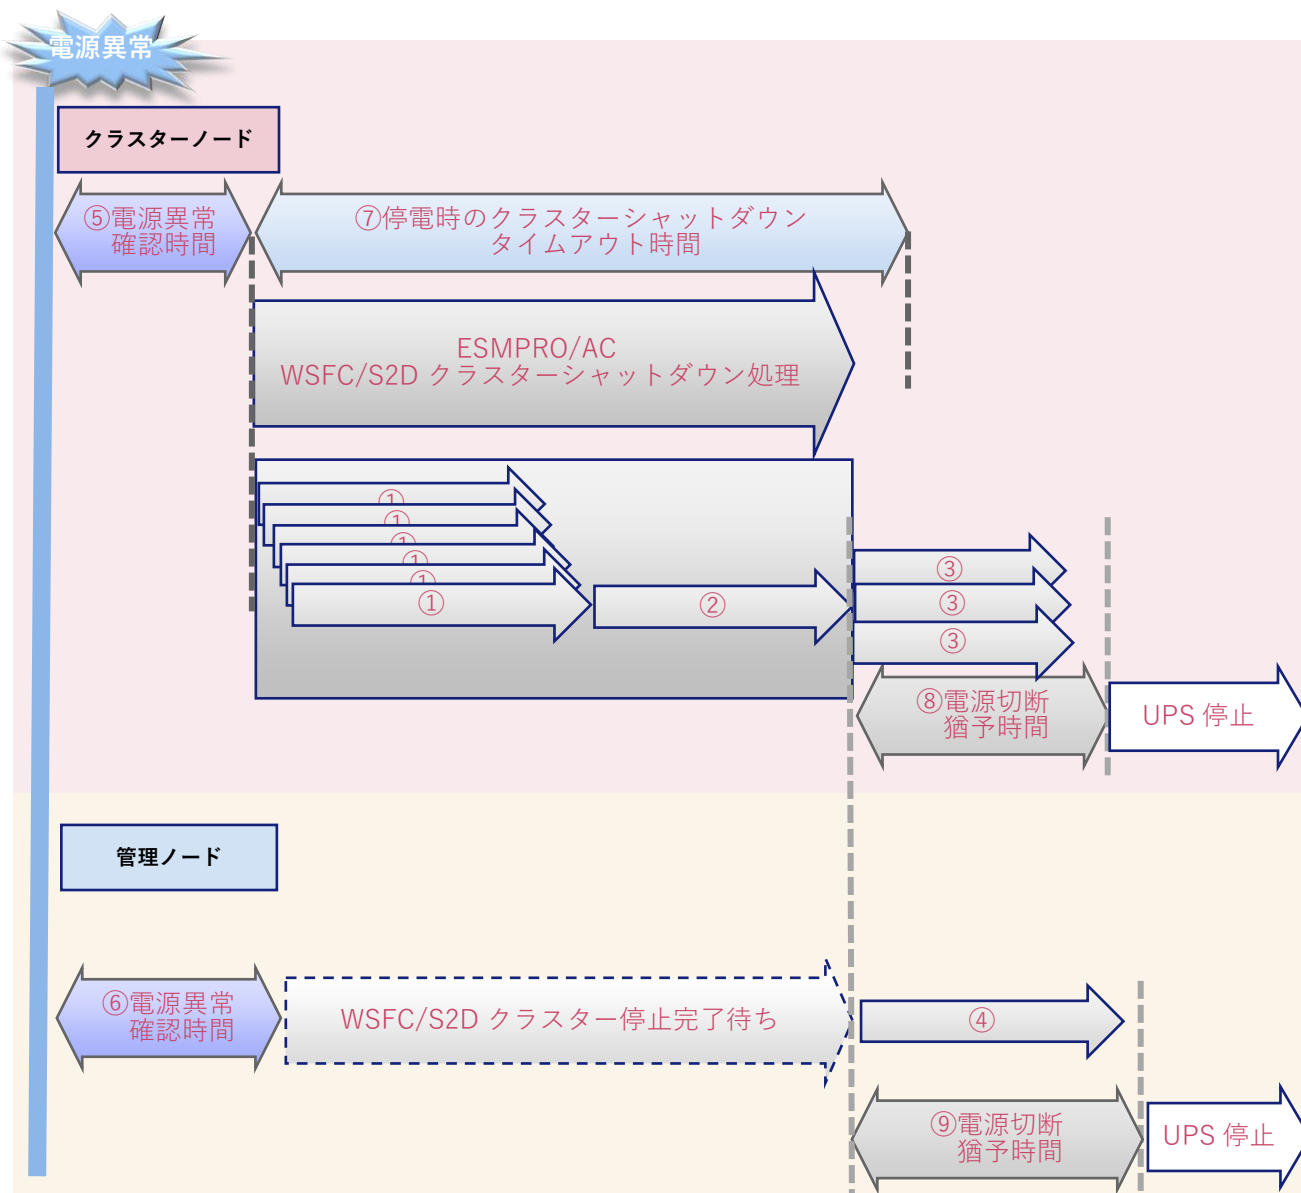 電源異常
クラスターノード
⑤電源異常
確認時間
⑦停電時のクラスターシャットダウン
タイムアウト時間
ESMPRO/AC
WSFC/S2D クラスターシャットダウン処理
①
①
①
①
①
①
②
③
③
③
⑧電源切断
猶予時間
UPS 停止
管理ノード
⑥電源異常
確認時間
WSFC/S2D クラスター停止完了待ち
④
⑨電源切断
猶予時間
UPS 停止